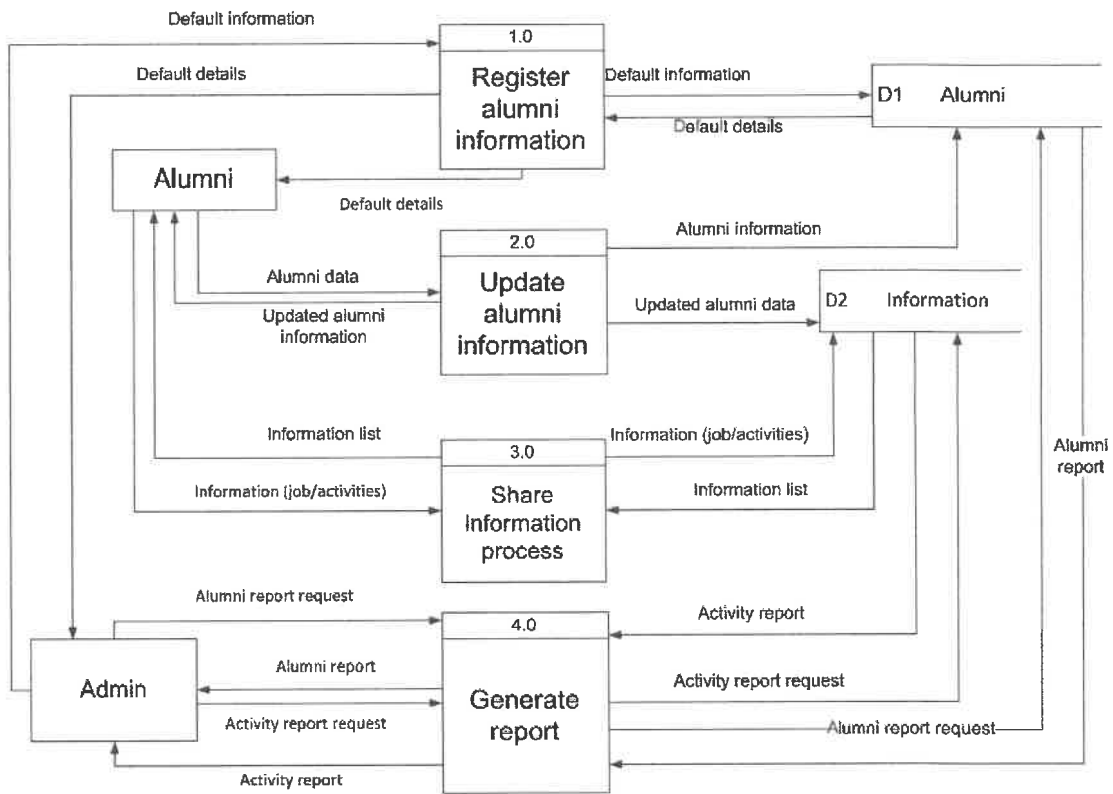 Default information
1.0
Default details
Register
alumni
information
Default information
D1 Alumni
Default details
Alumni
Default details
2.0
Alumni information
Alumni data
Update
alumni
information
D2 Information
Updated alumni data
Updated alumni
information
Information list
Information (job/activities)
3.0
Alumni
report
Information (job/activities)
Share
Information
process
Information list
Alumni report request
4.0
Activity report
Admin
Alumni report
Generate
report
Activity report request
Activity report request
Alumni report request
Activity report